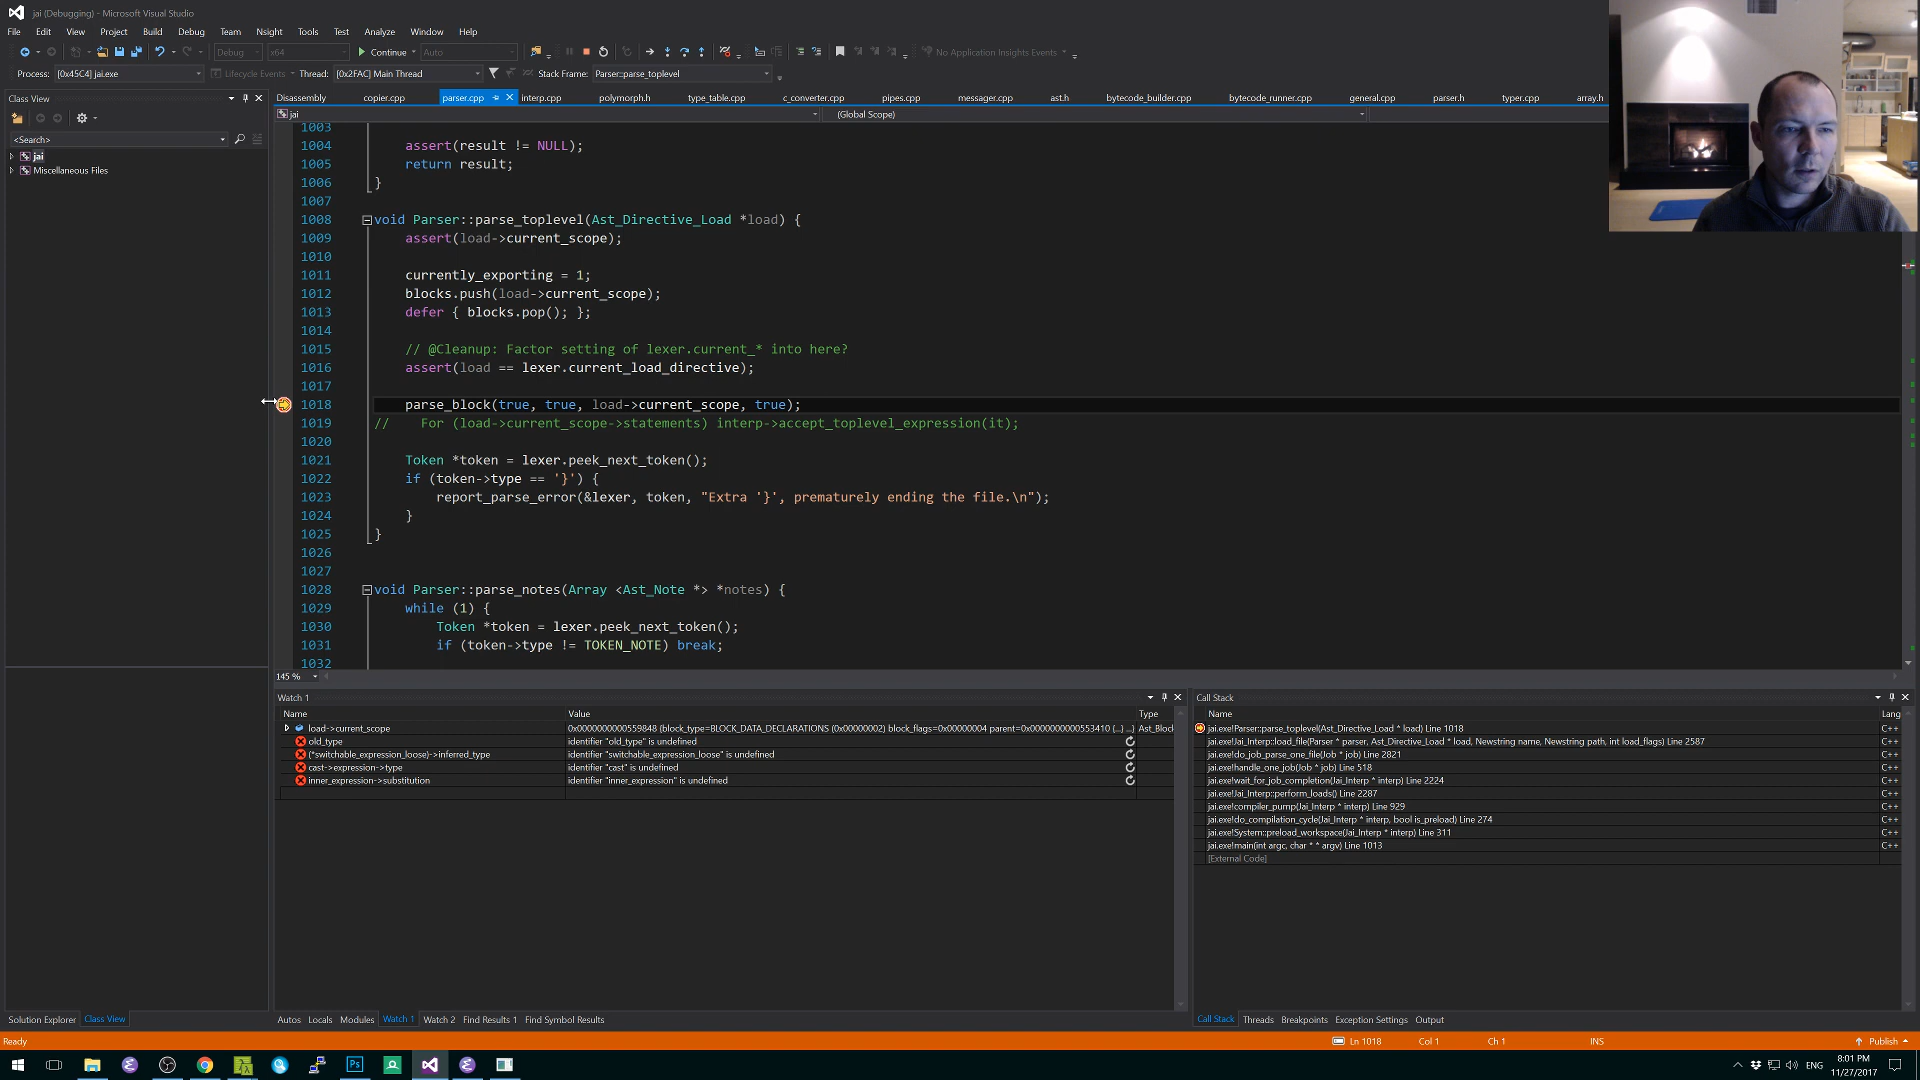 jai (Debugging) - Microsoft Visual Studio
File Edit View Project Build Debug Team Nsight Tools Test Analyze Window Help
Debug x64 Continue Auto No Application Insights Events
Process: [0x45C4] jai.exe Lifecycle Events Thread: [0x2FAC] Main Thread Stack Frame: Parser::parse_toplevel
Class View
Disassembly copier.cpp parser.cpp interp.cpp polymorph.h type_table.cpp c_converter.cpp pipes.cpp messager.cpp ast.h bytecode_builder.cpp bytecode_runner.cpp general.cpp parser.h typer.cpp array.h
jai (Global Scope)
<Search>
jai
Miscellaneous Files
1003
1004 assert(result != NULL);
1005 return result;
1006 }
1007
1008 void Parser::parse_toplevel(Ast_Directive_Load *load) {
1009 assert(load->current_scope);
1010
1011 currently_exporting = 1;
1012 blocks.push(load->current_scope);
1013 defer { blocks.pop(); };
1014
1015 // @Cleanup: Factor setting of lexer.current_* into here?
1016 assert(load == lexer.current_load_directive);
1017
1018 parse_block(true, true, load->current_scope, true);
1019 // For (load->current_scope->statements) interp->accept_toplevel_expression(it);
1020
1021 Token *token = lexer.peek_next_token();
1022 if (token->type == '}') {
1023 report_parse_error(&lexer, token, "Extra '}', prematurely ending the file.\n");
1024 }
1025 }
1026
1027
1028 void Parser::parse_notes(Array <Ast_Note *> *notes) {
1029 while (1) {
1030 Token *token = lexer.peek_next_token();
1031 if (token->type != TOKEN_NOTE) break;
1032
145 %
Watch 1
Name Value Type
load->current_scope 0x0000000000559848 {block_type=BLOCK_DATA_DECLARATIONS (0x00000002) block_flags=0x00000004 parent=0x0000000000553410 {...} ...} Ast_Block
old_type identifier "old_type" is undefined
(*switchable_expression_loose)->inferred_type identifier "switchable_expression_loose" is undefined
cast->expression->type identifier "cast" is undefined
inner_expression->substitution identifier "inner_expression" is undefined
Call Stack
Name Lang
jai.exe!Parser::parse_toplevel(Ast_Directive_Load * load) Line 1018 C++
jai.exe!Jai_Interp::load_file(Parser * parser, Ast_Directive_Load * load, Newstring name, Newstring path, int load_flags) Line 2587 C++
jai.exe!do_job_parse_one_file(Job * job) Line 2821 C++
jai.exe!handle_one_job(Job * job) Line 518 C++
jai.exe!wait_for_job_completion(Jai_Interp * interp) Line 2224 C++
jai.exe!Jai_Interp::perform_loads() Line 2287 C++
jai.exe!compiler_pump(Jai_Interp * interp) Line 929 C++
jai.exe!do_compilation_cycle(Jai_Interp * interp, bool is_preload) Line 274 C++
jai.exe!System::preload_workspace(Jai_Interp * interp) Line 311 C++
jai.exe!main(int argc, char * * argv) Line 1013 C++
[External Code]
Solution Explorer Class View
Autos Locals Modules Watch 1 Watch 2 Find Results 1 Find Symbol Results
Call Stack Threads Breakpoints Exception Settings Output
Ready Ln 1018 Col 1 Ch 1 INS Publish
Ps
ENG 8:01 PM
11/27/2017